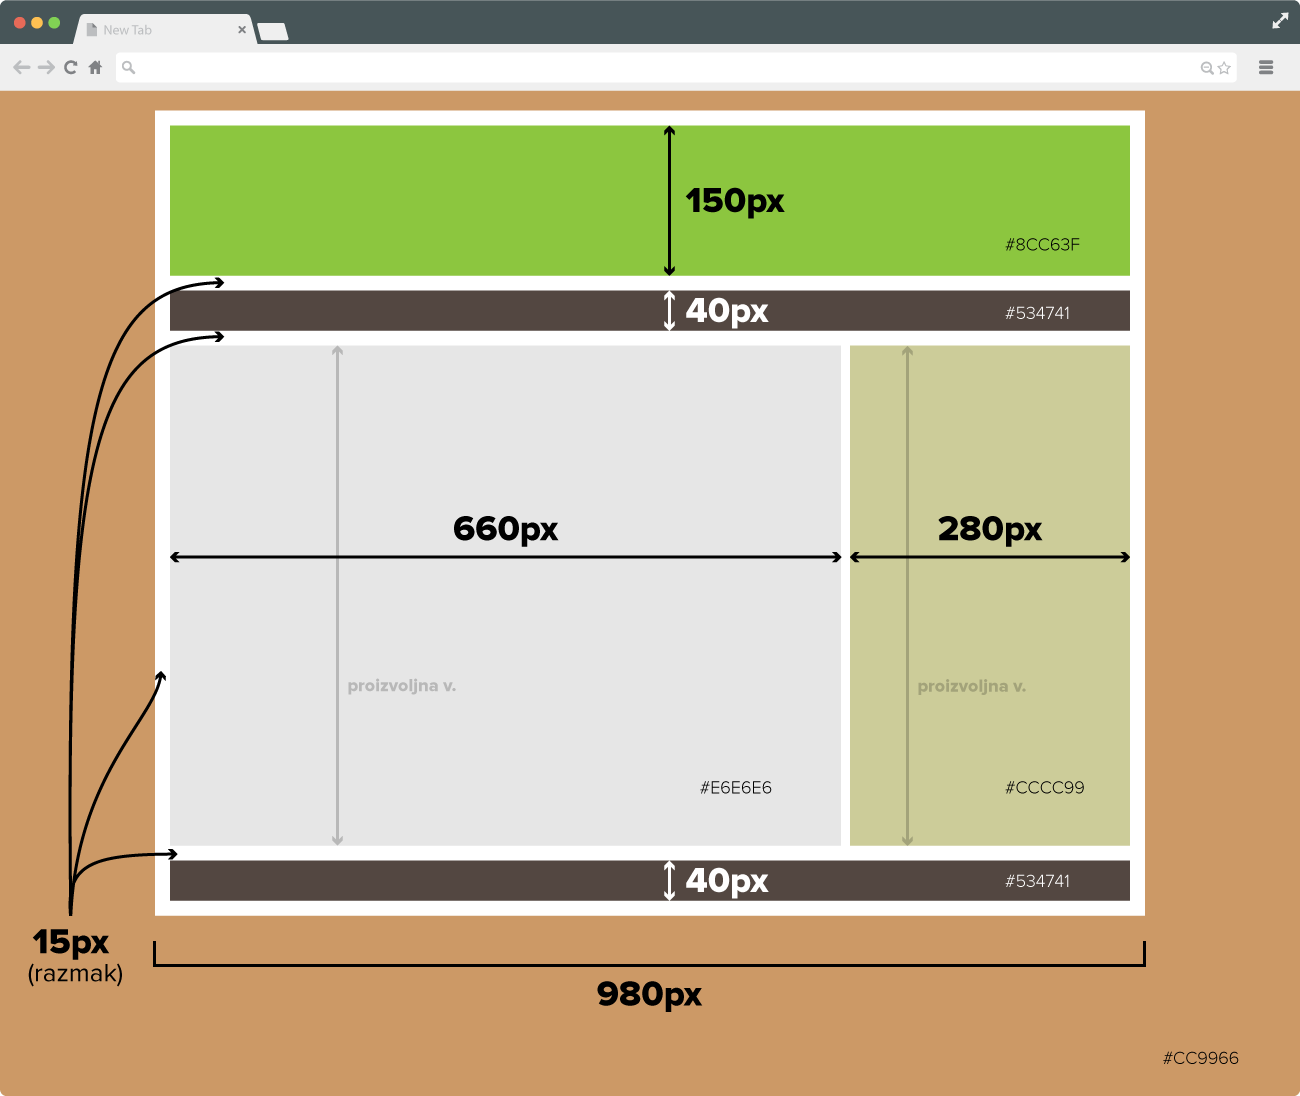 New Tab
150px
#8CC63F
40px
#534741
660px
280px
proizvoljna v.
proizvoljna v.
#E6E6E6
#CCCC99
40px
#534741
15px
(razmak)
980px
#CC9966